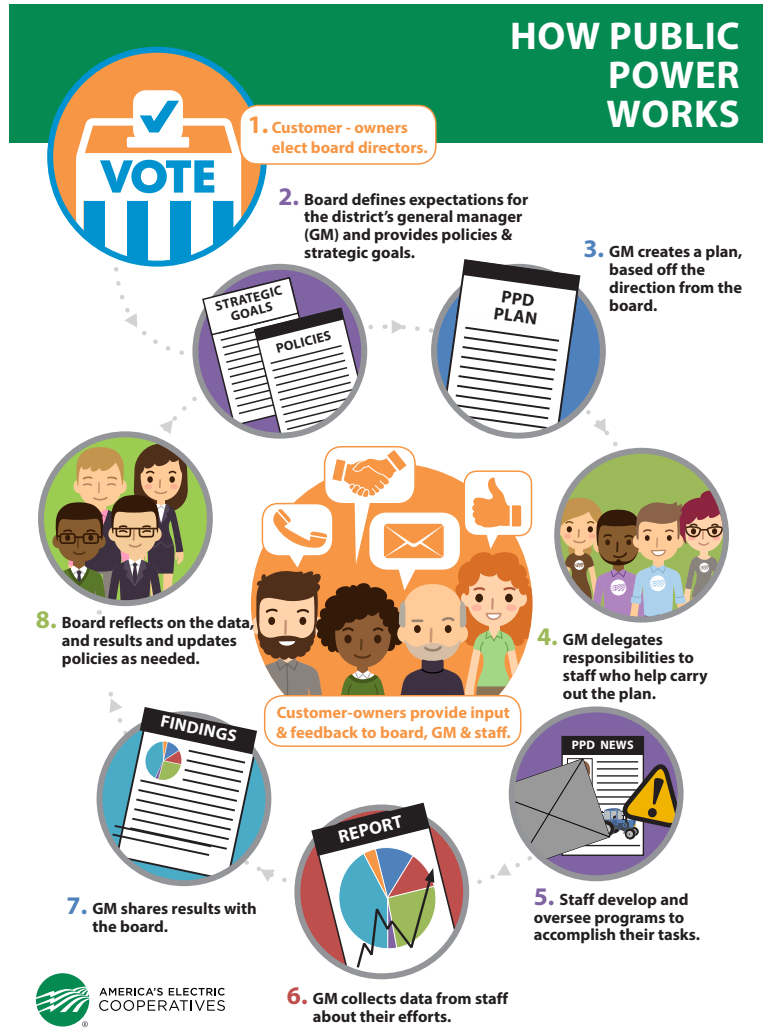 HOW PUBLIC
POWER
WORKS
VOTE
1. Customer - owners
elect board directors.
2. Board defines expectations for
the district’s general manager
(GM) and provides policies &
strategic goals.
3. GM creates a plan,
based off the
direction from the
board.
STRATEGIC
GOALS
POLICIES
PPD
PLAN
8. Board reflects on the data,
and results and updates
policies as needed.
4. GM delegates
responsibilities to
staff who help carry
out the plan.
Customer-owners provide input
& feedback to board, GM & staff.
FINDINGS
PPD NEWS
REPORT
7. GM shares results with
the board.
5. Staff develop and
oversee programs to
accomplish their tasks.
6. GM collects data from staff
about their efforts.
AMERICA’S ELECTRIC
COOPERATIVES
®